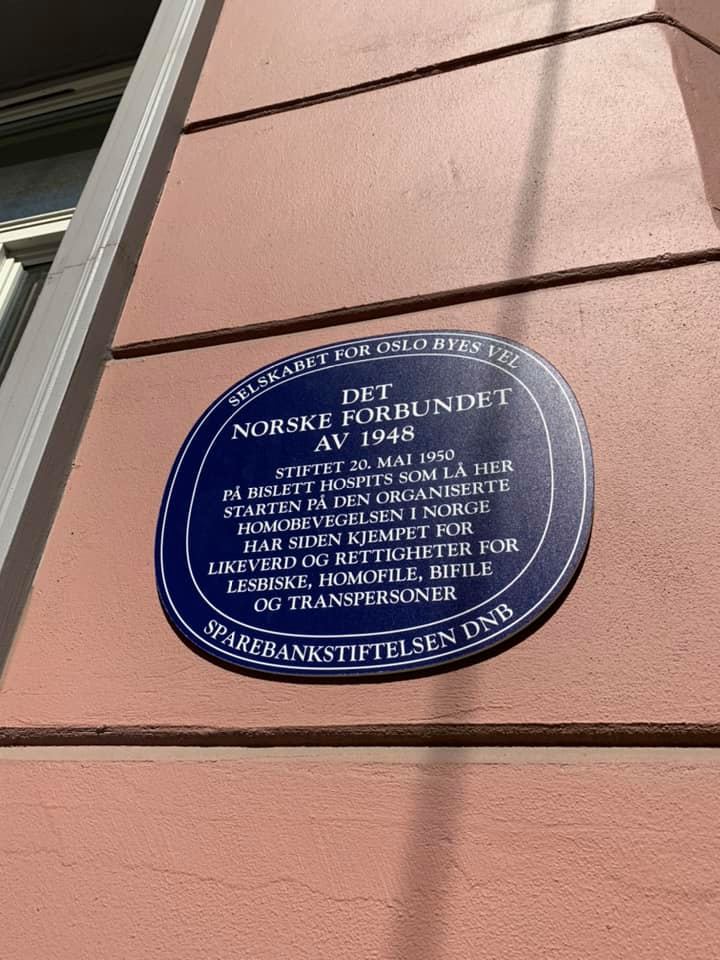 SELSKABET FOR OSLO BYES VEL
DET
NORSKE FORBUNDET
AV 1948
STIFTET 20. MAI 1950
PÅ BISLETT HOSPITS SOM LÅ HER
STARTEN PÅ DEN ORGANISERTE
HOMOBEVEGELSEN I NORGE
HAR SIDEN KJEMPET FOR
LIKEVERD OG RETTIGHETER FOR
LESBISKE, HOMOFILE, BIFILE
OG TRANSPERSONER
SPAREBANKSTIFTELSEN DNB